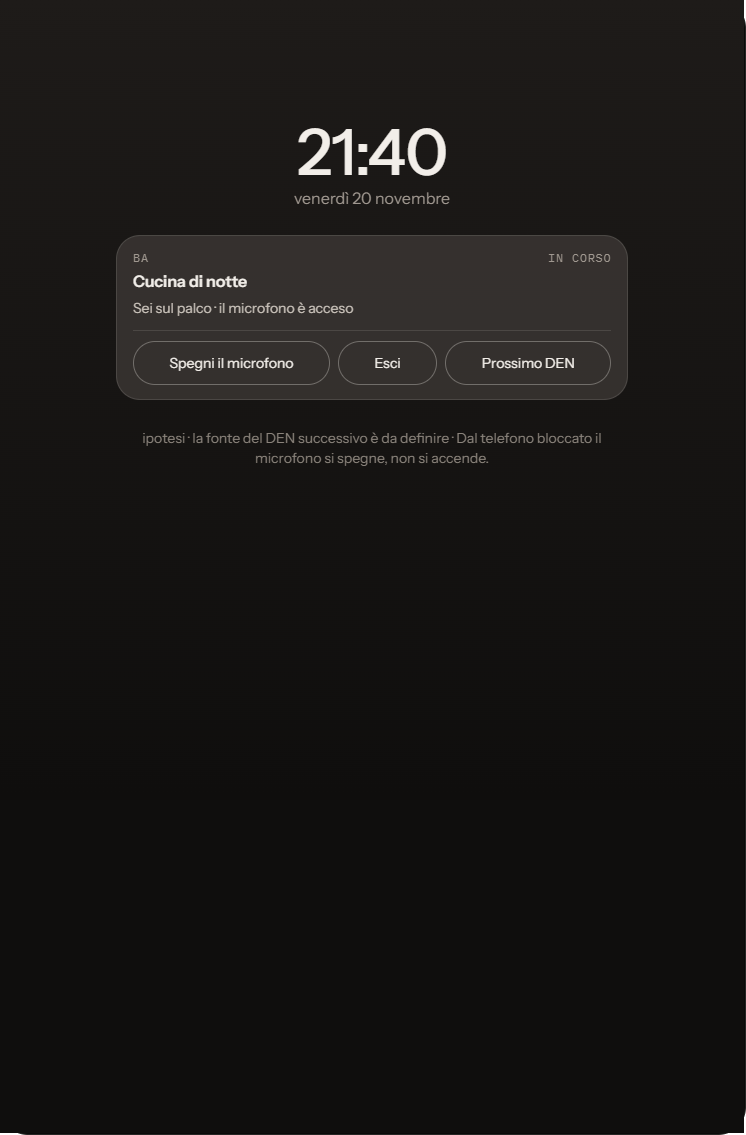 21:40
venerdì 20 novembre
BA IN CORSO
Cucina di notte
Sei sul palco · il microfono è acceso
Spegni il microfono Esci Prossimo DEN
ipotesi · la fonte del DEN successivo è da definire · Dal telefono bloccato il
microfono si spegne, non si accende.